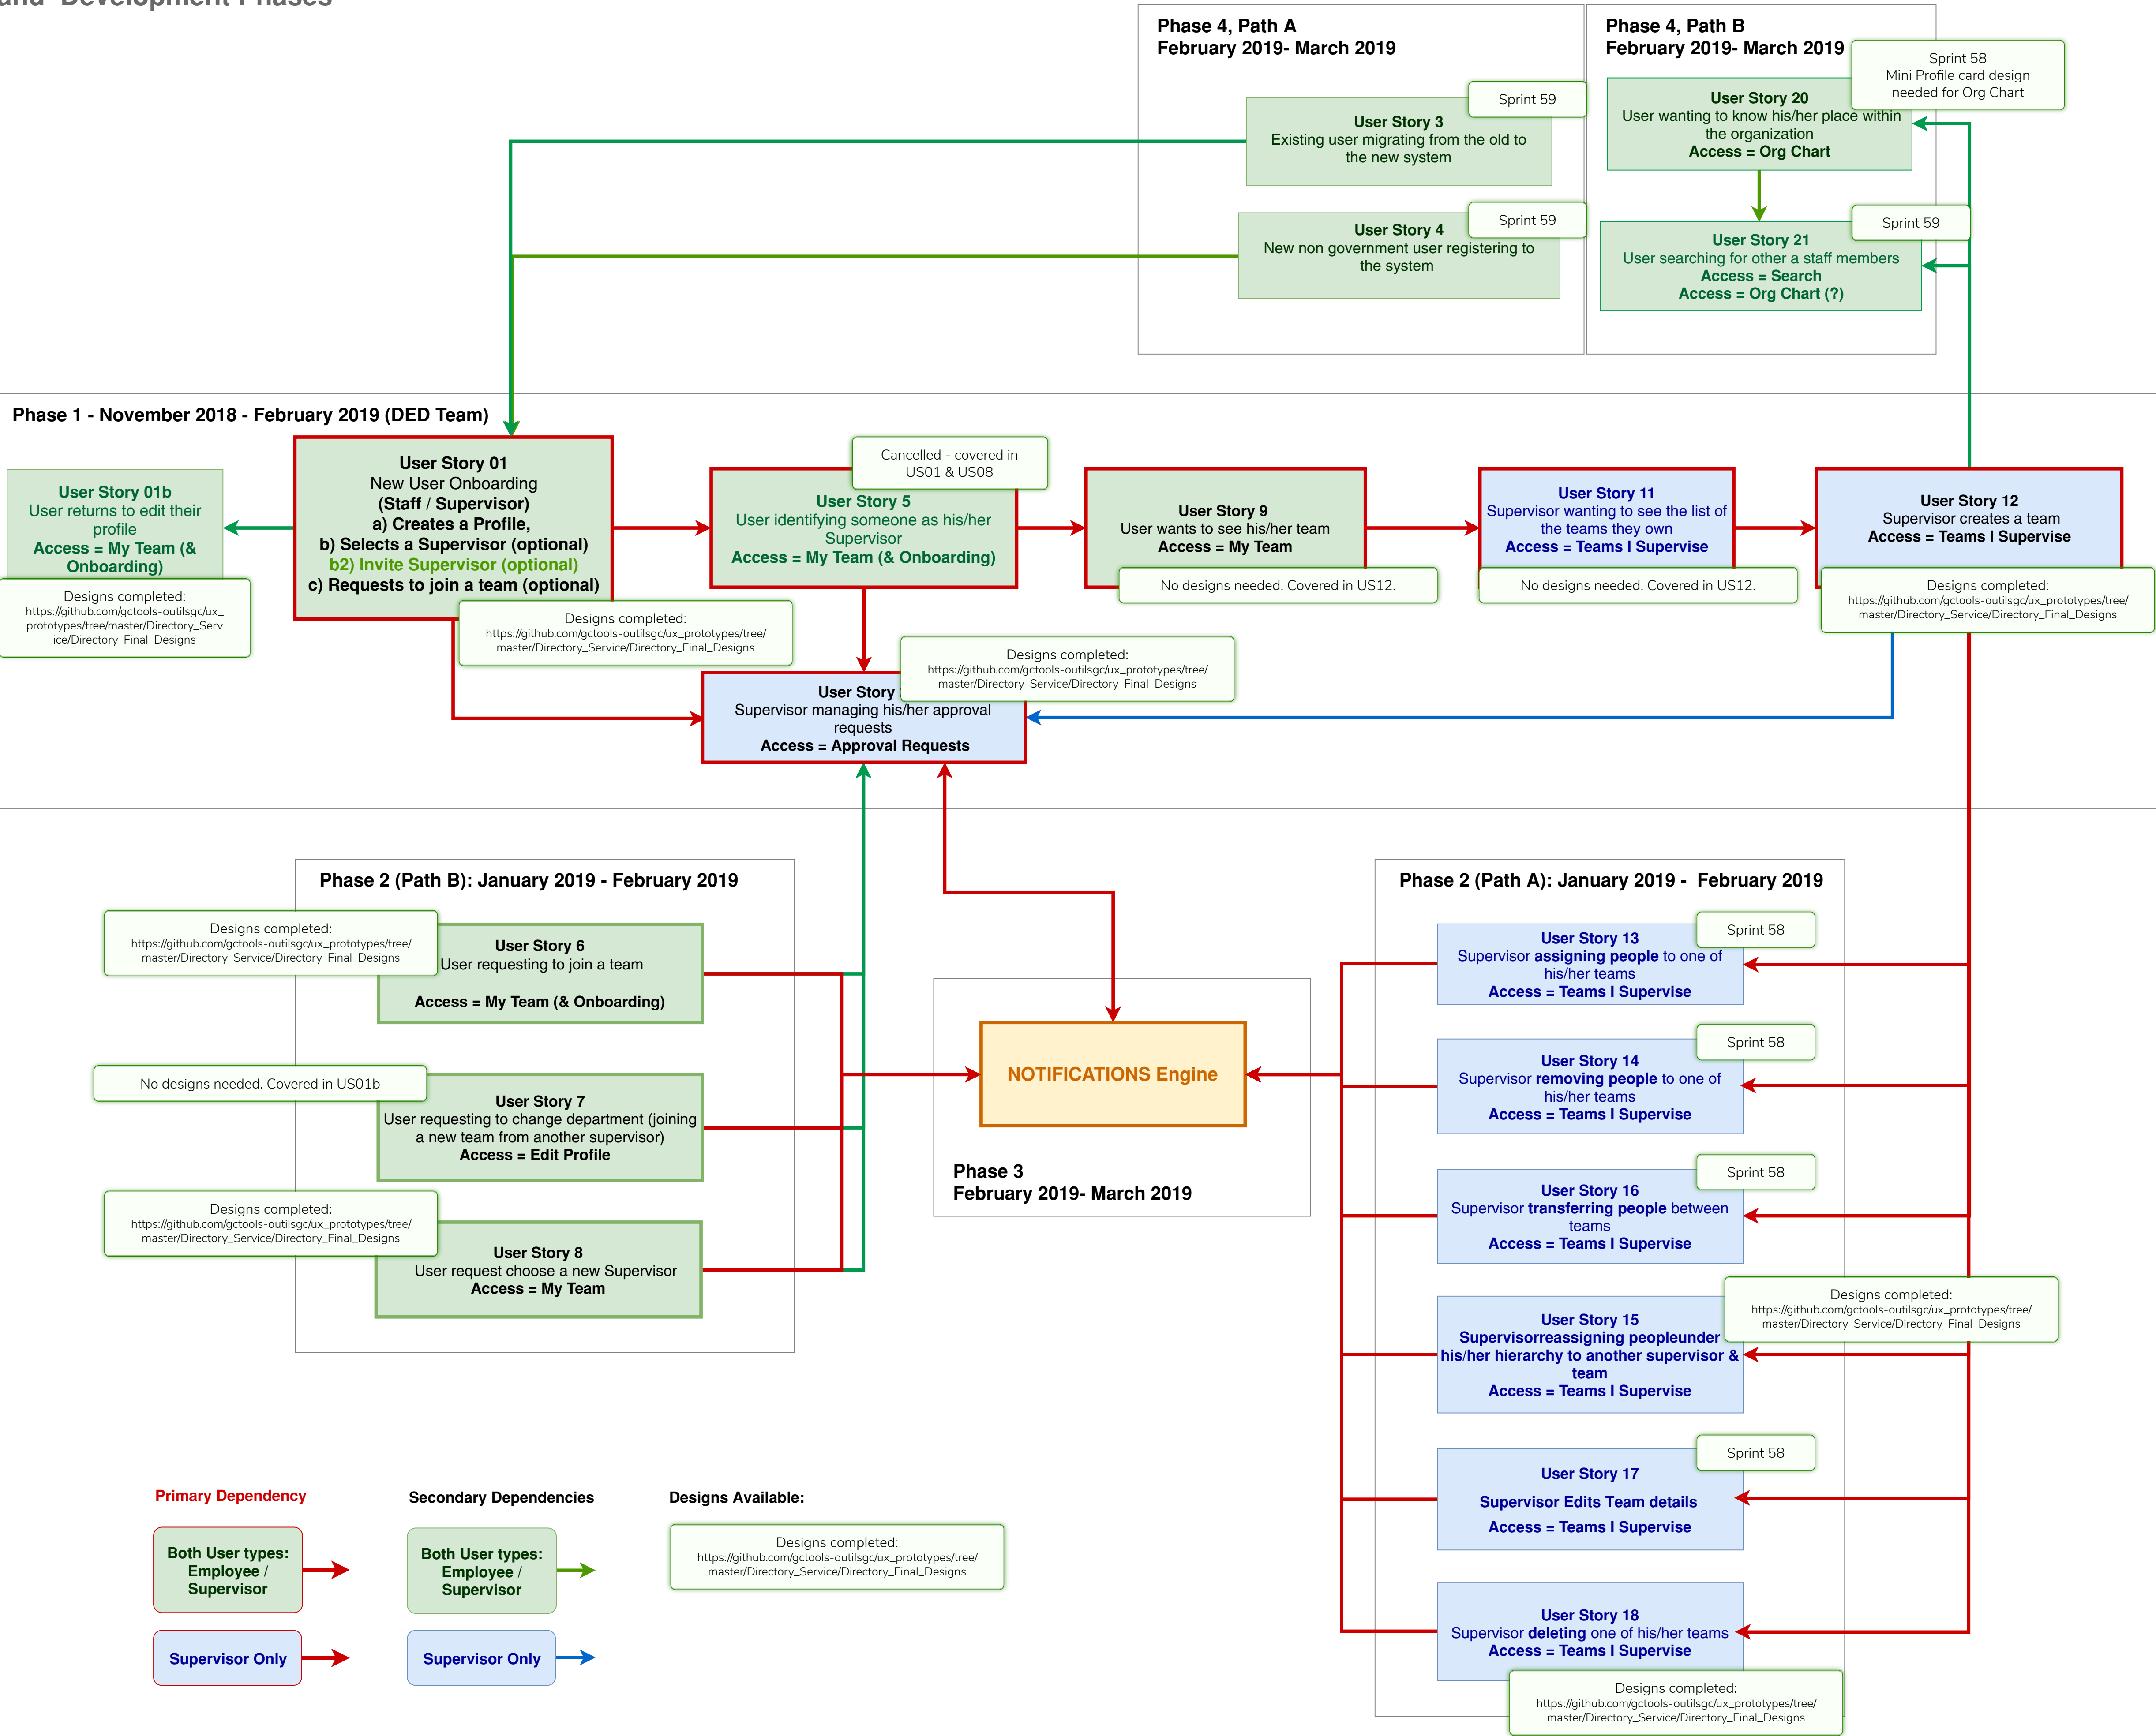 and Development Phases
Phase 4, Path A
February 2019- March 2019
Sprint 59
User Story 3
Existing user migrating from the old to
the new system
Sprint 59
User Story 4
New non government user registering to
the system
Phase 4, Path B
February 2019- March 2019
Sprint 58
Mini Profile card design
needed for Org Chart
User Story 20
User wanting to know his/her place within
the organization
Access = Org Chart
Sprint 59
User Story 21
User searching for other a staff members
Access = Search
Access = Org Chart (?)
Phase 1 - November 2018 - February 2019 (DED Team)
User Story 01b
User returns to edit their
profile
Access = My Team (&
Onboarding)
Designs completed:
https://github.com/gctools-outilsgc/ux_
prototypes/tree/master/Directory_Serv
ice/Directory_Final_Designs
User Story 01
New User Onboarding
(Staff / Supervisor)
a) Creates a Profile,
b) Selects a Supervisor (optional)
b2) Invite Supervisor (optional)
c) Requests to join a team (optional)
Designs completed:
https://github.com/gctools-outilsgc/ux_prototypes/tree/
master/Directory_Service/Directory_Final_Designs
Cancelled - covered in
US01 & US08
User Story 5
User identifying someone as his/her
Supervisor
Access = My Team (& Onboarding)
User Story 9
User wants to see his/her team
Access = My Team
No designs needed. Covered in US12.
User Story 11
Supervisor wanting to see the list of
the teams they own
Access = Teams I Supervise
No designs needed. Covered in US12.
User Story 12
Supervisor creates a team
Access = Teams I Supervise
Designs completed:
https://github.com/gctools-outilsgc/ux_prototypes/tree/
master/Directory_Service/Directory_Final_Designs
Designs completed:
https://github.com/gctools-outilsgc/ux_prototypes/tree/
master/Directory_Service/Directory_Final_Designs
User Story
Supervisor managing his/her approval
requests
Access = Approval Requests
Phase 2 (Path B): January 2019 - February 2019
Designs completed:
https://github.com/gctools-outilsgc/ux_prototypes/tree/
master/Directory_Service/Directory_Final_Designs
User Story 6
User requesting to join a team
Access = My Team (& Onboarding)
No designs needed. Covered in US01b
User Story 7
User requesting to change department (joining
a new team from another supervisor)
Access = Edit Profile
Designs completed:
https://github.com/gctools-outilsgc/ux_prototypes/tree/
master/Directory_Service/Directory_Final_Designs
User Story 8
User request choose a new Supervisor
Access = My Team
NOTIFICATIONS Engine
Phase 3
February 2019- March 2019
Phase 2 (Path A): January 2019 - February 2019
Sprint 58
User Story 13
Supervisor assigning people to one of
his/her teams
Access = Teams I Supervise
Sprint 58
User Story 14
Supervisor removing people to one of
his/her teams
Access = Teams I Supervise
Sprint 58
User Story 16
Supervisor transferring people between
teams
Access = Teams I Supervise
Designs completed:
https://github.com/gctools-outilsgc/ux_prototypes/tree/
master/Directory_Service/Directory_Final_Designs
User Story 15
Supervisorreassigning peopleunder
his/her hierarchy to another supervisor &
team
Access = Teams I Supervise
Sprint 58
User Story 17
Supervisor Edits Team details
Access = Teams I Supervise
User Story 18
Supervisor deleting one of his/her teams
Access = Teams I Supervise
Designs completed:
https://github.com/gctools-outilsgc/ux_prototypes/tree/
master/Directory_Service/Directory_Final_Designs
Primary Dependency
Both User types:
Employee /
Supervisor
Supervisor Only
Secondary Dependencies
Both User types:
Employee /
Supervisor
Supervisor Only
Designs Available:
Designs completed:
https://github.com/gctools-outilsgc/ux_prototypes/tree/
master/Directory_Service/Directory_Final_Designs